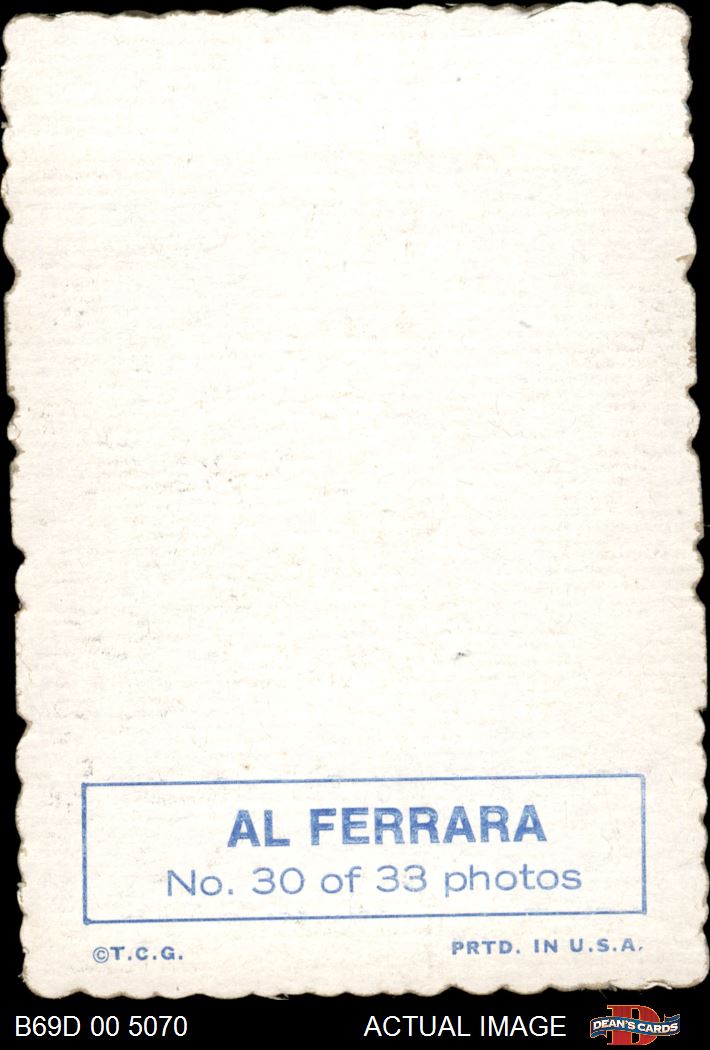 AL FERRARA
No. 30 of 33 photos
©T.C.G.
PRTD. IN U.S.A.
B69D 00 5070
ACTUAL IMAGE
DEAN'S CARDS